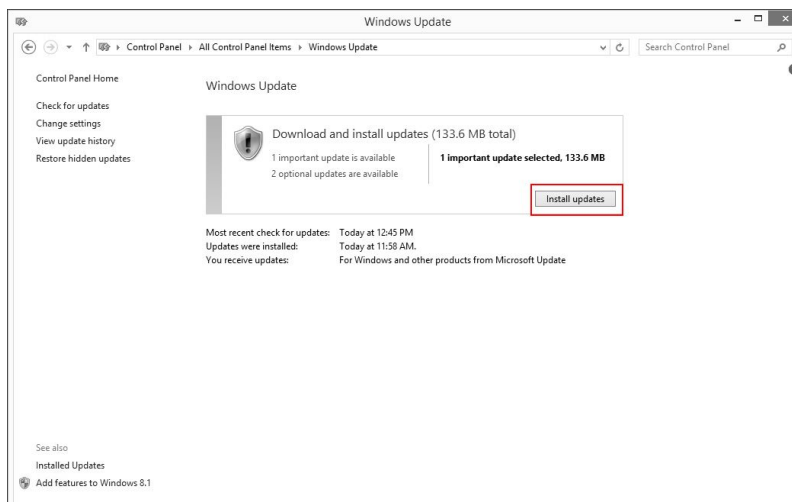 Windows Update
Control Panel ▸ All Control Panel Items ▸ Windows Update
Search Control Panel
Control Panel Home
Check for updates
Change settings
View update history
Restore hidden updates
Windows Update
Download and install updates (133.6 MB total)
1 important update is available
2 optional updates are available
1 important update selected, 133.6 MB
Install updates
Most recent check for updates: Today at 12:45 PM
Updates were installed: Today at 11:58 AM.
You receive updates: For Windows and other products from Microsoft Update
See also
Installed Updates
Add features to Windows 8.1